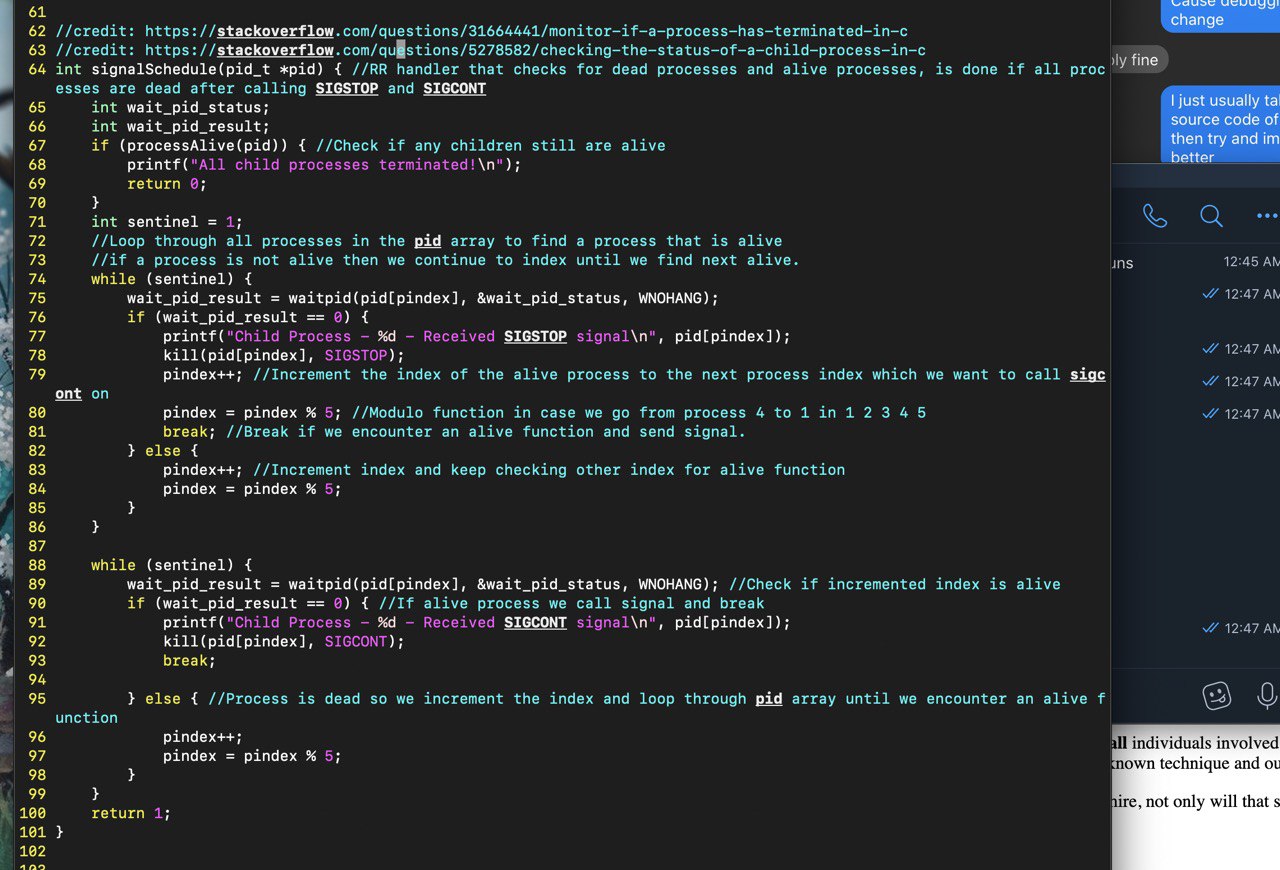 61
62 //credit: https://stackoverflow.com/questions/31664441/monitor-if-a-process-has-terminated-in-c
63 //credit: https://stackoverflow.com/questions/5278582/checking-the-status-of-a-child-process-in-c
64 int signalSchedule(pid_t *pid) { //RR handler that checks for dead processes and alive processes, is done if all proc
esses are dead after calling SIGSTOP and SIGCONT
65     int wait_pid_status;
66     int wait_pid_result;
67     if (processAlive(pid)) { //Check if any children still are alive
68         printf("All child processes terminated!\n");
69         return 0;
70     }
71     int sentinel = 1;
72     //Loop through all processes in the pid array to find a process that is alive
73     //if a process is not alive then we continue to index until we find next alive.
74     while (sentinel) {
75         wait_pid_result = waitpid(pid[pindex], &wait_pid_status, WNOHANG);
76         if (wait_pid_result == 0) {
77             printf("Child Process - %d - Received SIGSTOP signal\n", pid[pindex]);
78             kill(pid[pindex], SIGSTOP);
79             pindex++; //Increment the index of the alive process to the next process index which we want to call sigc
ont on
80             pindex = pindex % 5; //Modulo function in case we go from process 4 to 1 in 1 2 3 4 5
81             break; //Break if we encounter an alive function and send signal.
82         } else {
83             pindex++; //Increment index and keep checking other index for alive function
84             pindex = pindex % 5;
85         }
86     }
87
88     while (sentinel) {
89         wait_pid_result = waitpid(pid[pindex], &wait_pid_status, WNOHANG); //Check if incremented index is alive
90         if (wait_pid_result == 0) { //If alive process we call signal and break
91             printf("Child Process - %d - Received SIGCONT signal\n", pid[pindex]);
92             kill(pid[pindex], SIGCONT);
93             break;
94
95         } else { //Process is dead so we increment the index and loop through pid array until we encounter an alive f
unction
96             pindex++;
97             pindex = pindex % 5;
98         }
99     }
100     return 1;
101 }
102
change
fine
I just usually
source code of
then try and
better
12:45 AM
12:47 AM
12:47 AM
12:47 AM
12:47 AM
12:47 AM
all individuals involved
known technique and
not only will that